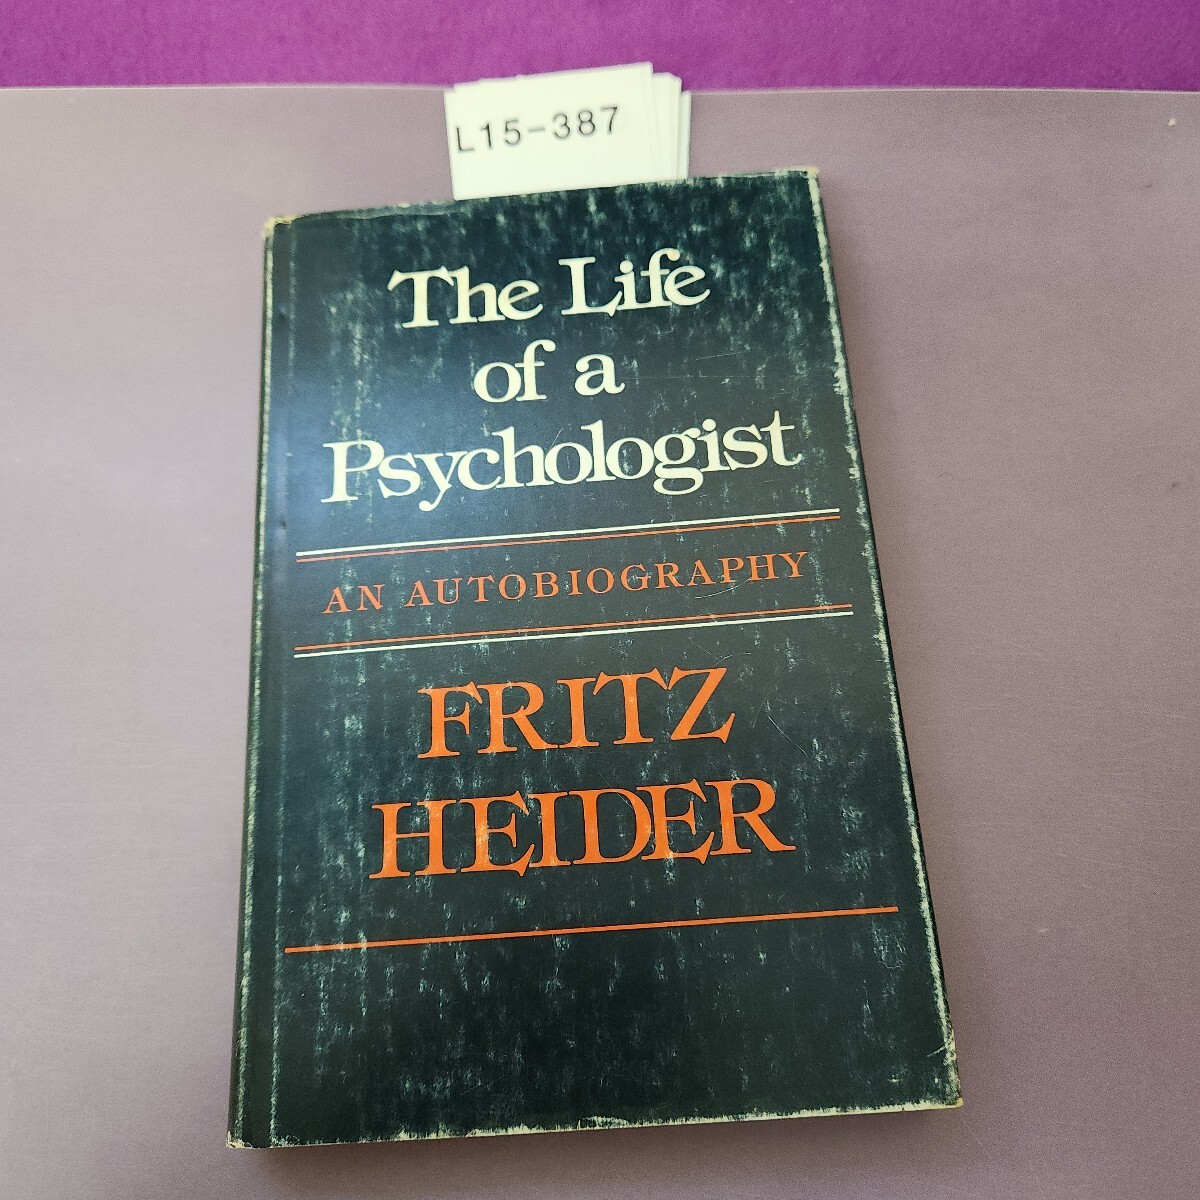 L15-387
The Life
of a
Psychologist
AN AUTOBIOGRAPHY
FRITZ
HEIDER